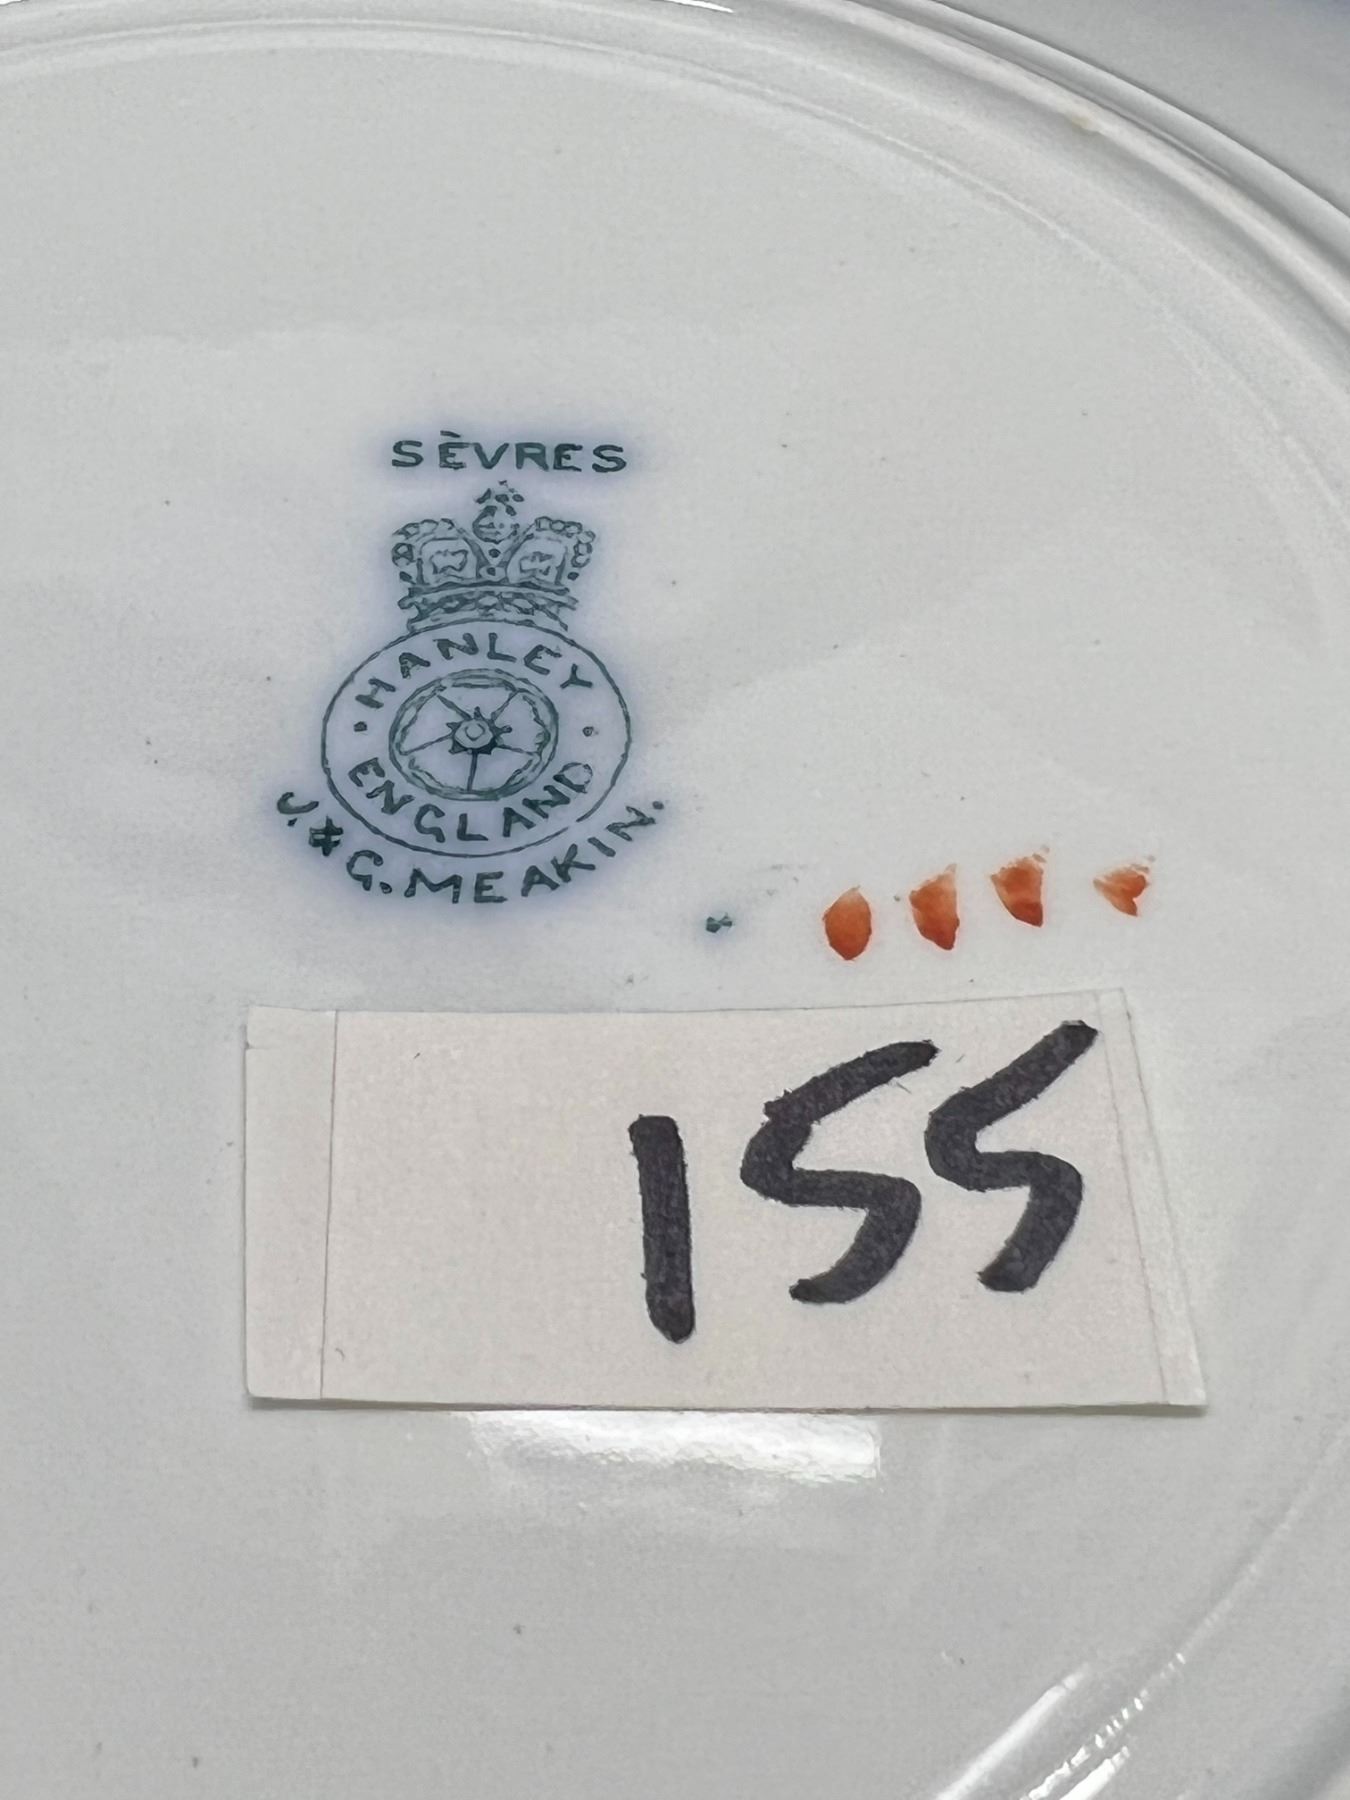 SÈVRES
HANLEY
ENGLAND
J. & G. MEAKIN.
155